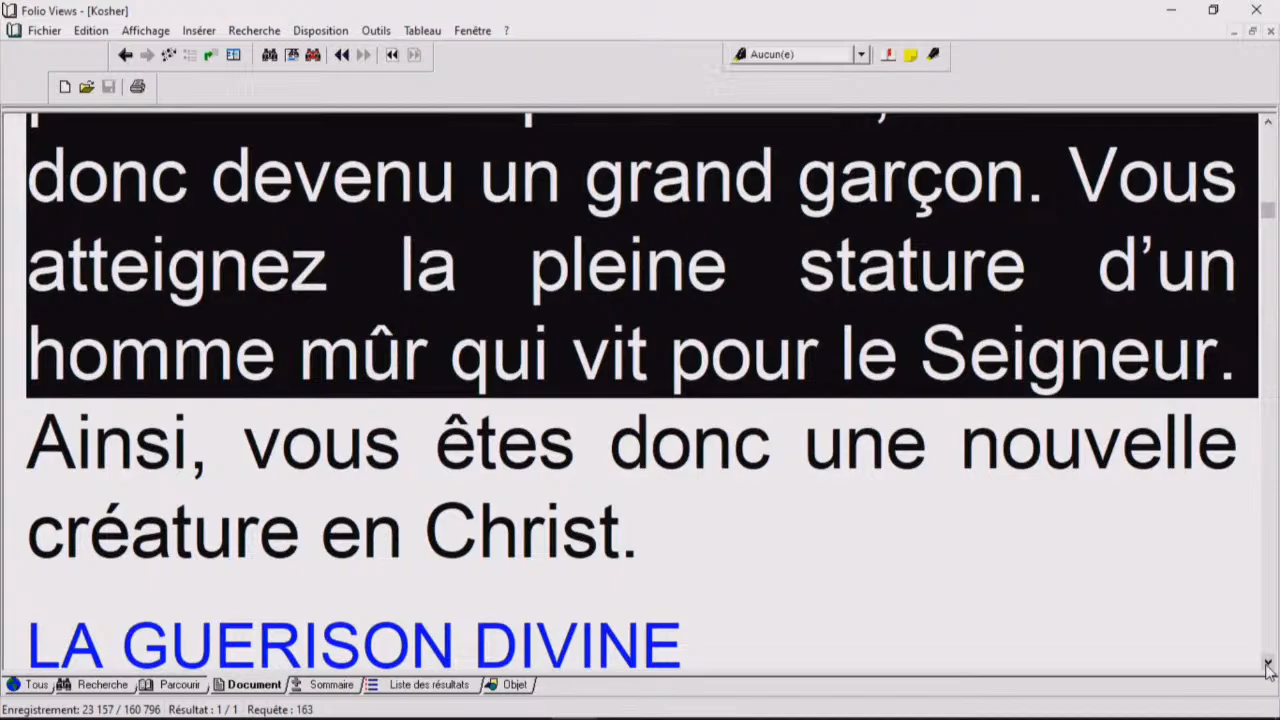 Folio Views - [Kosher]
Fichier Edition Affichage Insérer Recherche Disposition Outils Tableau Fenêtre ?
Aucun(e)
donc devenu un grand garçon. Vous
atteignez la pleine stature d’un
homme mûr qui vit pour le Seigneur.
Ainsi, vous êtes donc une nouvelle
créature en Christ.
LA GUERISON DIVINE
Tous Recherche Parcourir Document Sommaire Liste des résultats Objet
Enregistrement: 23 157 / 160 796 Résultat : 1 / 1 Requête : 163